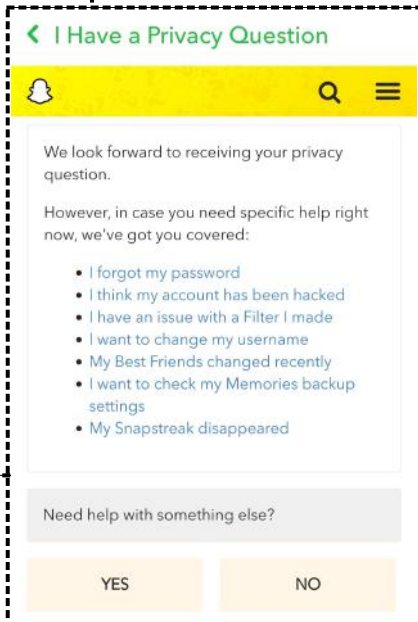 I Have a Privacy Question
We look forward to receiving your privacy
question.
However, in case you need specific help right
now, we've got you covered:
• I forgot my password
• I think my account has been hacked
• I have an issue with a Filter I made
• I want to change my username
• My Best Friends changed recently
• I want to check my Memories backup
settings
• My Snapstreak disappeared
Need help with something else?
YES NO